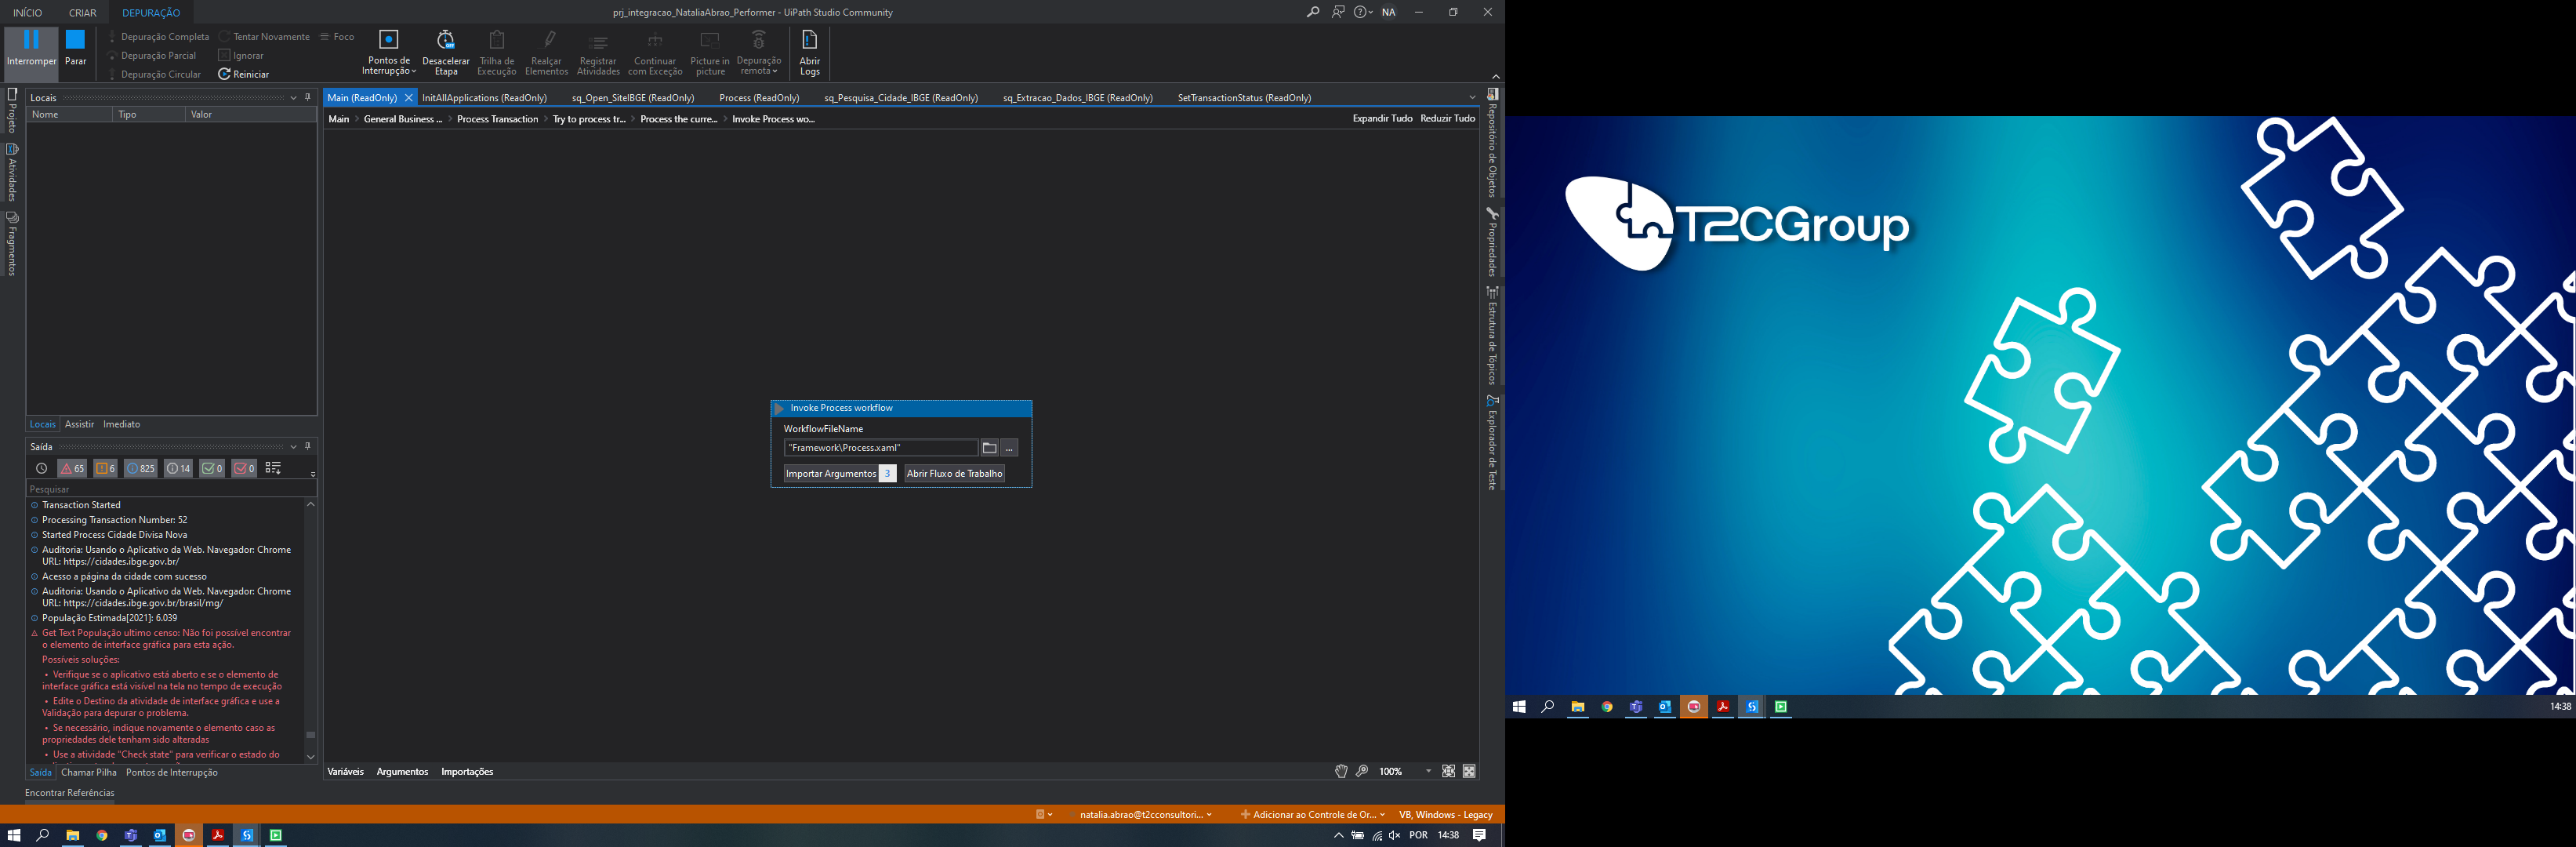 INÍCIO CRIAR DEPURAÇÃO
prj_integracao_NataliaAbrao_Performer - UiPath Studio Community
NA
Interromper Parar
Depuração Completa Tentar Novamente Foco
Depuração Parcial Ignorar
Depuração Circular Reiniciar
Pontos de Interrupção
Desacelerar Etapa
Trilha de Execução
Realçar Elementos
Registrar Atividades
Continuar com Exceção
Picture in picture
Depuração remota
Abrir Logs
Projeto
Atividades
Fragmentos
Locais
Nome Tipo Valor
Locais Assistir Imediato
Main (ReadOnly) InitAllApplications (ReadOnly) sq_Open_SiteIBGE (ReadOnly) Process (ReadOnly) sq_Pesquisa_Cidade_IBGE (ReadOnly) sq_Extracao_Dados_IBGE (ReadOnly) SetTransactionStatus (ReadOnly)
Main > General Business ... > Process Transaction > Try to process tr... > Process the curre... > Invoke Process wo...
Expandir Tudo Reduzir Tudo
Invoke Process workflow
WorkflowFileName
"Framework\Process.xaml"
...
Importar Argumentos 3 Abrir Fluxo de Trabalho
Saída
65 6 825 14 0 0
Pesquisar
Transaction Started
Processing Transaction Number: 52
Started Process Cidade Divisa Nova
Auditoria: Usando o Aplicativo da Web. Navegador: Chrome
URL: https://cidades.ibge.gov.br/
Acesso a página da cidade com sucesso
Auditoria: Usando o Aplicativo da Web. Navegador: Chrome
URL: https://cidades.ibge.gov.br/brasil/mg/
População Estimada[2021]: 6.039
Get Text População ultimo censo: Não foi possível encontrar
o elemento de interface gráfica para esta ação.
Possíveis soluções:
• Verifique se o aplicativo está aberto e se o elemento de
interface gráfica está visível na tela no tempo de execução
• Edite o Destino da atividade de interface gráfica e use a
Validação para depurar o problema.
• Se necessário, indique novamente o elemento caso as
propriedades dele tenham sido alteradas
• Use a atividade "Check state" para verificar o estado do
Saída Chamar Pilha Pontos de Interrupção
Encontrar Referências
Variáveis Argumentos Importações
100%
Repositório de Objetos
Propriedades
Estrutura de Tópicos
Explorador de Teste
natalia.abrao@t2cconsultori...
Adicionar ao Controle de Or...
VB, Windows - Legacy
POR 14:38
T2CGroup
14:38